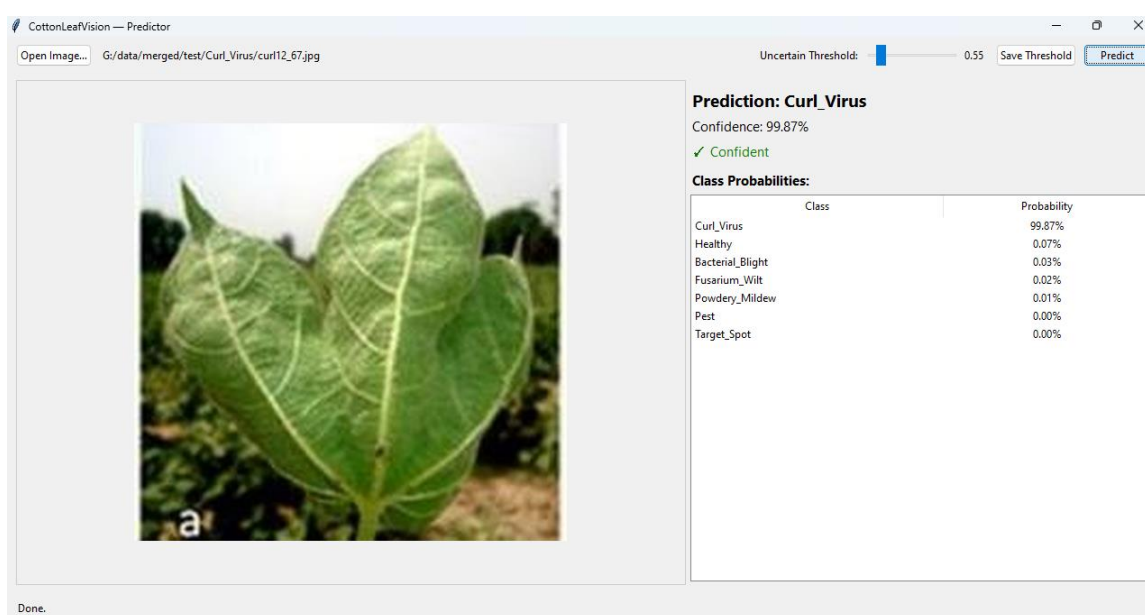 CottonLeafVision — Predictor
Open Image... G:/data/merged/test/Curl_Virus/curl12_67.jpg Uncertain Threshold: 0.55 Save Threshold Predict
Prediction: Curl_Virus
Confidence: 99.87%
✓ Confident
Class Probabilities:
Class Probability
Curl_Virus 99.87%
Healthy 0.07%
Bacterial_Blight 0.03%
Fusarium_Wilt 0.02%
Powdery_Mildew 0.01%
Pest 0.00%
Target_Spot 0.00%
a
Done.